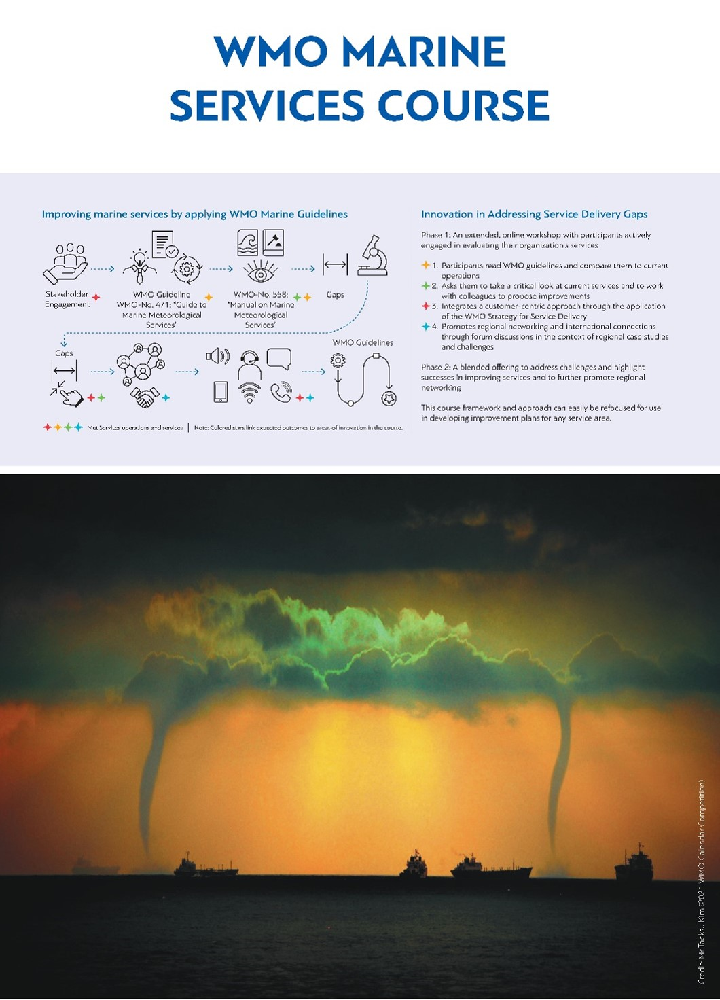 WMO MARINE
SERVICES COURSE
Improving marine services by applying WMO Marine Guidelines
Stakeholder
Engagement
WMO Guideline
WMO-No. 471: "Guide to
Marine Meteorological
Services"
WMO-No. 558:
"Manual on Marine
Meteorological
Services"
Gaps
Gaps
WMO Guidelines
Met Services operations and services | Note: Colored stars link expected outcomes to areas of innovation in the course.
Innovation in Addressing Service Delivery Gaps
Phase 1: An extended, online workshop with participants actively
engaged in evaluating their organization's services
1. Participants read WMO guidelines and compare them to current
operations
2. Asks them to take a critical look at current services and to work
with colleagues to propose improvements
3. Integrates a customer-centric approach through the application
of the WMO Strategy for Service Delivery
4. Promotes regional networking and international connections
through forum discussions in the context of regional case studies
and challenges
Phase 2: A blended offering to address challenges and highlight
successes in improving services and to further promote regional
networking
This course framework and approach can easily be refocused for use
in developing improvement plans for any service area.
Credit: Mr Taeksu Kim (2021 WMO Calendar Competition)